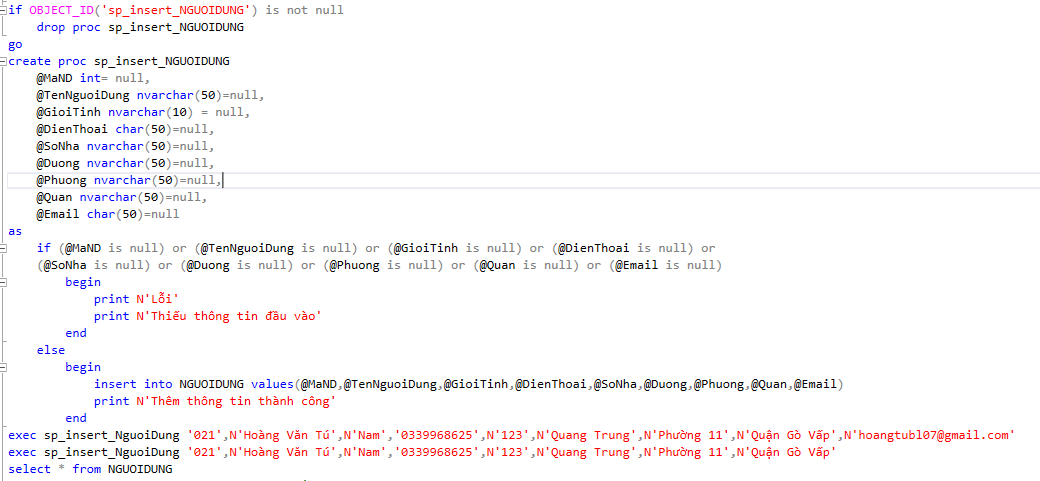 if OBJECT_ID('sp_insert_NGUOIDUNG') is not null
drop proc sp_insert_NGUOIDUNG
go
create proc sp_insert_NGUOIDUNG
@MaND int= null,
@TenNguoiDung nvarchar(50)=null,
@GioiTinh nvarchar(10) = null,
@DienThoai char(50)=null,
@SoNha nvarchar(50)=null,
@Duong nvarchar(50)=null,
@Phuong nvarchar(50)=null,
@Quan nvarchar(50)=null,
@Email char(50)=null
as
if (@MaND is null) or (@TenNguoiDung is null) or (@GioiTinh is null) or (@DienThoai is null) or
(@SoNha is null) or (@Duong is null) or (@Phuong is null) or (@Quan is null) or (@Email is null)
begin
print N'Lỗi'
print N'Thiếu thông tin đầu vào'
end
else
begin
insert into NGUOIDUNG values(@MaND,@TenNguoiDung,@GioiTinh,@DienThoai,@SoNha,@Duong,@Phuong,@Quan,@Email)
print N'Thêm thông tin thành công'
end
exec sp_insert_NguoiDung '021',N'Hoàng Văn Tú',N'Nam','0339968625',N'123',N'Quang Trung',N'Phường 11',N'Quận Gò Vấp',N'hoangtubl07@gmail.com'
exec sp_insert_NguoiDung '021',N'Hoàng Văn Tú',N'Nam','0339968625',N'123',N'Quang Trung',N'Phường 11',N'Quận Gò Vấp'
select * from NGUOIDUNG